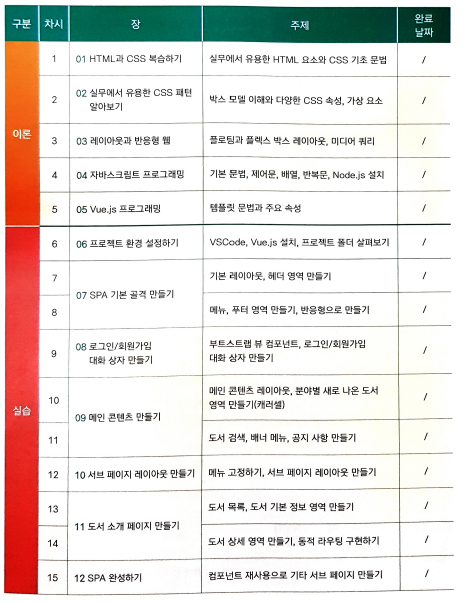 구분 차시 장 주제 완료
날짜
이론
1 01 HTML과 CSS 복습하기 실무에서 유용한 HTML 요소와 CSS 기초 문법 /
2 02 실무에서 유용한 CSS 패턴
알아보기 박스 모델 이해와 다양한 CSS 속성, 가상 요소 /
3 03 레이아웃과 반응형 웹 플로팅과 플렉스 박스 레이아웃, 미디어 쿼리 /
4 04 자바스크립트 프로그래밍 기본 문법, 제어문, 배열, 반복문, Node.js 설치 /
5 05 Vue.js 프로그래밍 템플릿 문법과 주요 속성 /
실습
6 06 프로젝트 환경 설정하기 VSCode, Vue.js 설치, 프로젝트 폴더 살펴보기 /
7 07 SPA 기본 골격 만들기 기본 레이아웃, 헤더 영역 만들기 /
8 메뉴, 푸터 영역 만들기, 반응형으로 만들기 /
9 08 로그인/회원가입
대화 상자 만들기 부트스트랩 뷰 컴포넌트, 로그인/회원가입
대화 상자 만들기 /
10 09 메인 콘텐츠 만들기 메인 콘텐츠 레이아웃, 분야별 새로 나온 도서
영역 만들기(캐러셀) /
11 도서 검색, 배너 메뉴, 공지 사항 만들기 /
12 10 서브 페이지 레이아웃 만들기 메뉴 고정하기, 서브 페이지 레이아웃 만들기 /
13 11 도서 소개 페이지 만들기 도서 목록, 도서 기본 정보 영역 만들기 /
14 도서 상세 영역 만들기, 동적 라우팅 구현하기 /
15 12 SPA 완성하기 컴포넌트 재사용으로 기타 서브 페이지 만들기 /